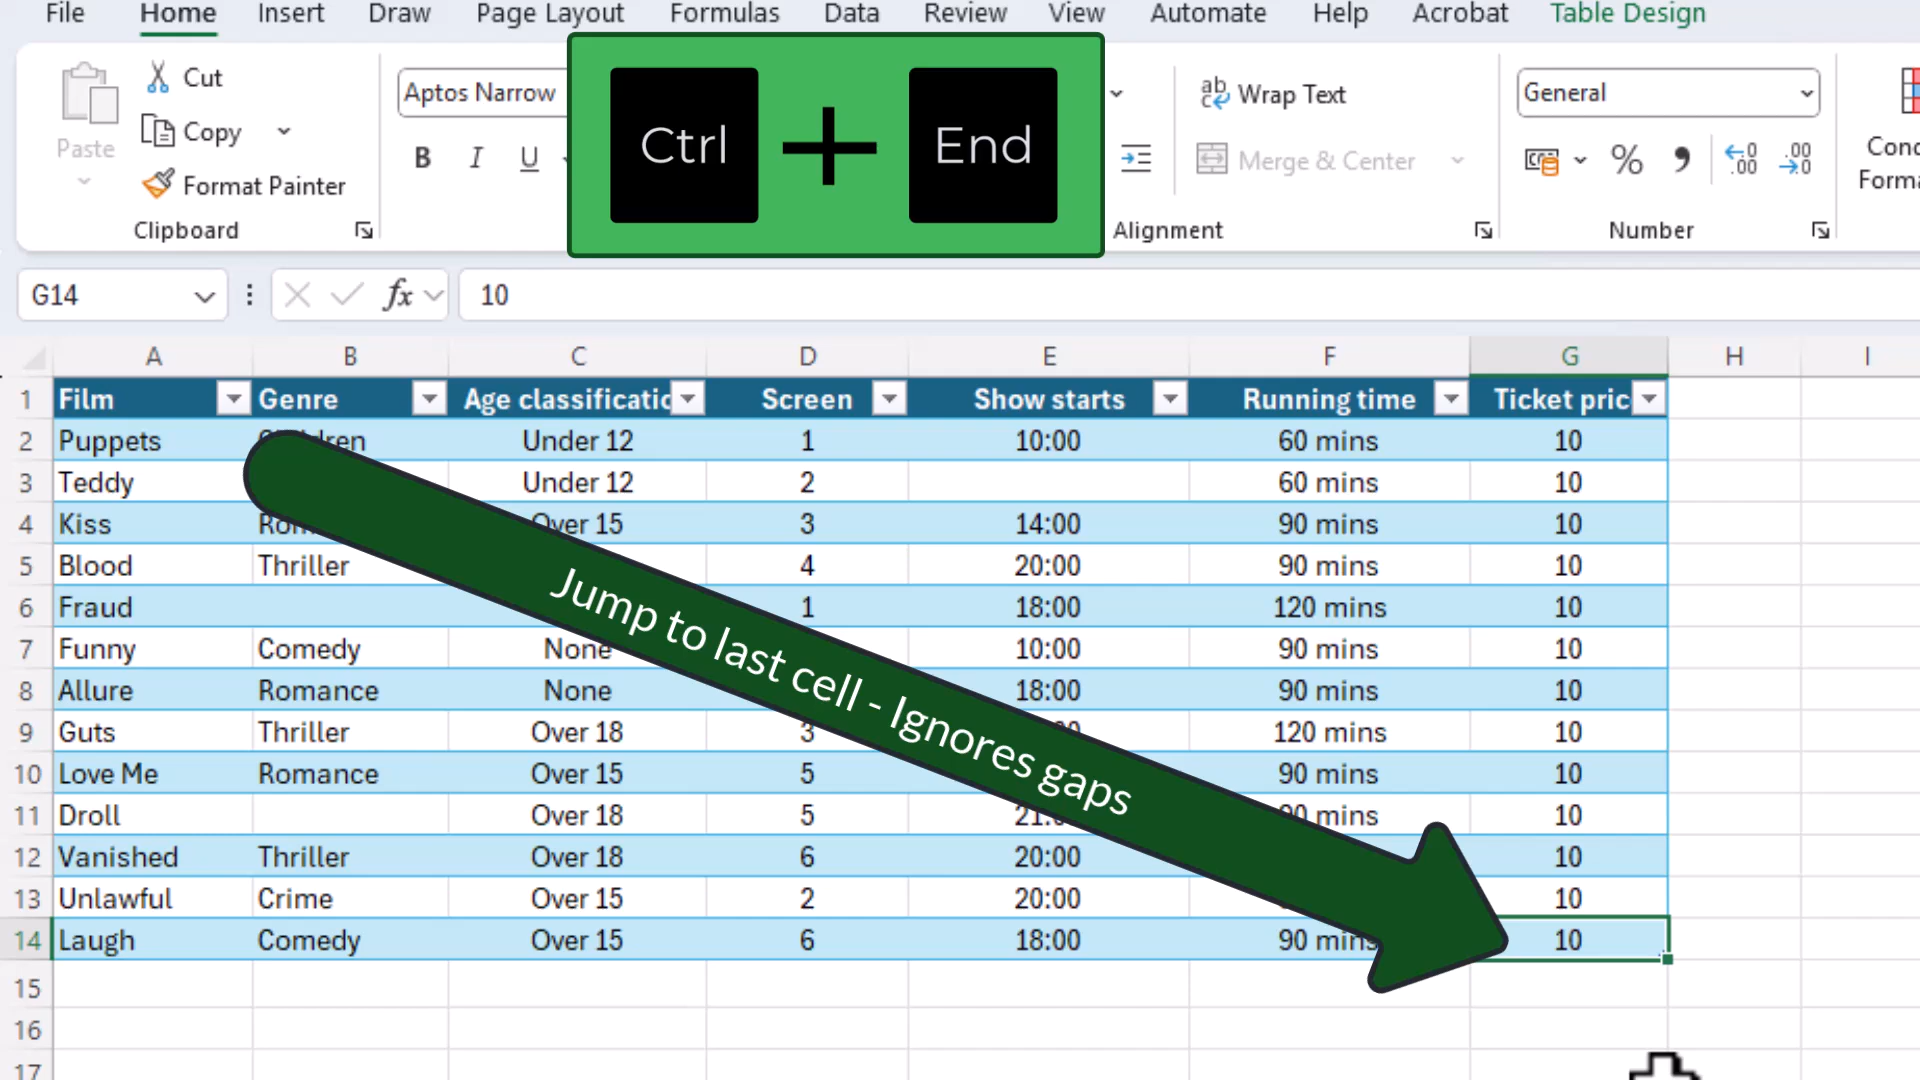 File Home Insert Draw Page Layout Formulas Data Review View Automate Help Acrobat Table Design
Paste
Cut
Copy
Format Painter
Clipboard
Aptos Narrow
B I U
Ctrl + End
Wrap Text
Merge & Center
Alignment
General
%
Number
G14
fx
10
A B C D E F G H I
1 Film Genre Age classificatio Screen Show starts Running time Ticket pric
2 Puppets Under 12 1 10:00 60 mins 10
3 Teddy Under 12 2 60 mins 10
4 Kiss Over 15 3 14:00 90 mins 10
5 Blood Thriller 4 20:00 90 mins 10
6 Fraud 1 18:00 120 mins 10
7 Funny Comedy None 10:00 90 mins 10
8 Allure Romance None 18:00 90 mins 10
9 Guts Thriller Over 18 3 120 mins 10
10 Love Me Romance Over 15 5 90 mins 10
11 Droll Over 18 5 90 mins 10
12 Vanished Thriller Over 18 6 20:00 10
13 Unlawful Crime Over 15 2 20:00 10
14 Laugh Comedy Over 15 6 18:00 90 mins 10
15
16
17
Jump to last cell - Ignores gaps